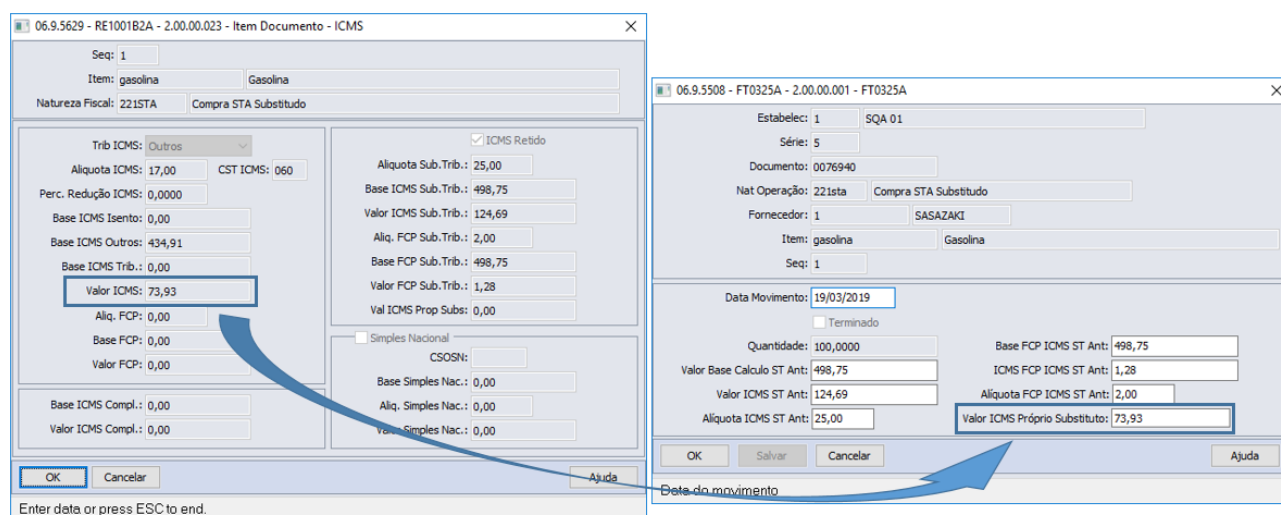 06.9.5629 - RE1001B2A - 2.00.00.023 - Item Documento - ICMS
Seq: 1
Item: gasolina Gasolina
Natureza Fiscal: 221STA Compra STA Substitudo
Trib ICMS: Outros
Aliquota ICMS: 17,00 CST ICMS: 060
Perc. Redução ICMS: 0,0000
Base ICMS Isento: 0,00
Base ICMS Outros: 434,91
Base ICMS Trib.: 0,00
Valor ICMS: 73,93
Aliq. FCP: 0,00
Base FCP: 0,00
Valor FCP: 0,00
Base ICMS Compl.: 0,00
Valor ICMS Compl.: 0,00
ICMS Retido
Aliquota Sub.Trib.: 25,00
Base ICMS Sub.Trib.: 498,75
Valor ICMS Sub.Trib.: 124,69
Aliq. FCP Sub.Trib.: 2,00
Base FCP Sub.Trib.: 498,75
Valor FCP Sub.Trib.: 1,28
Val ICMS Prop Subs: 0,00
Simples Nacional
CSOSN:
Base Simples Nac.: 0,00
Aliq. Simples Nac.: 0,00
Valor Simples Nac.: 0,00
OK Cancelar Ajuda
Enter data or press ESC to end.
06.9.5508 - FT0325A - 2.00.00.001 - FT0325A
Estabelec: 1 SQA 01
Série: 5
Documento: 0076940
Nat Operação: 221sta Compra STA Substitudo
Fornecedor: 1 SASAZAKI
Item: gasolina Gasolina
Seq: 1
Data Movimento: 19/03/2019
Terminado
Quantidade: 100,0000 Base FCP ICMS ST Ant: 498,75
Valor Base Calculo ST Ant: 498,75 ICMS FCP ICMS ST Ant: 1,28
Valor ICMS ST Ant: 124,69 Alíquota FCP ICMS ST Ant: 2,00
Alíquota ICMS ST Ant: 25,00 Valor ICMS Próprio Substituto: 73,93
OK Salvar Cancelar Ajuda
Data do movimento